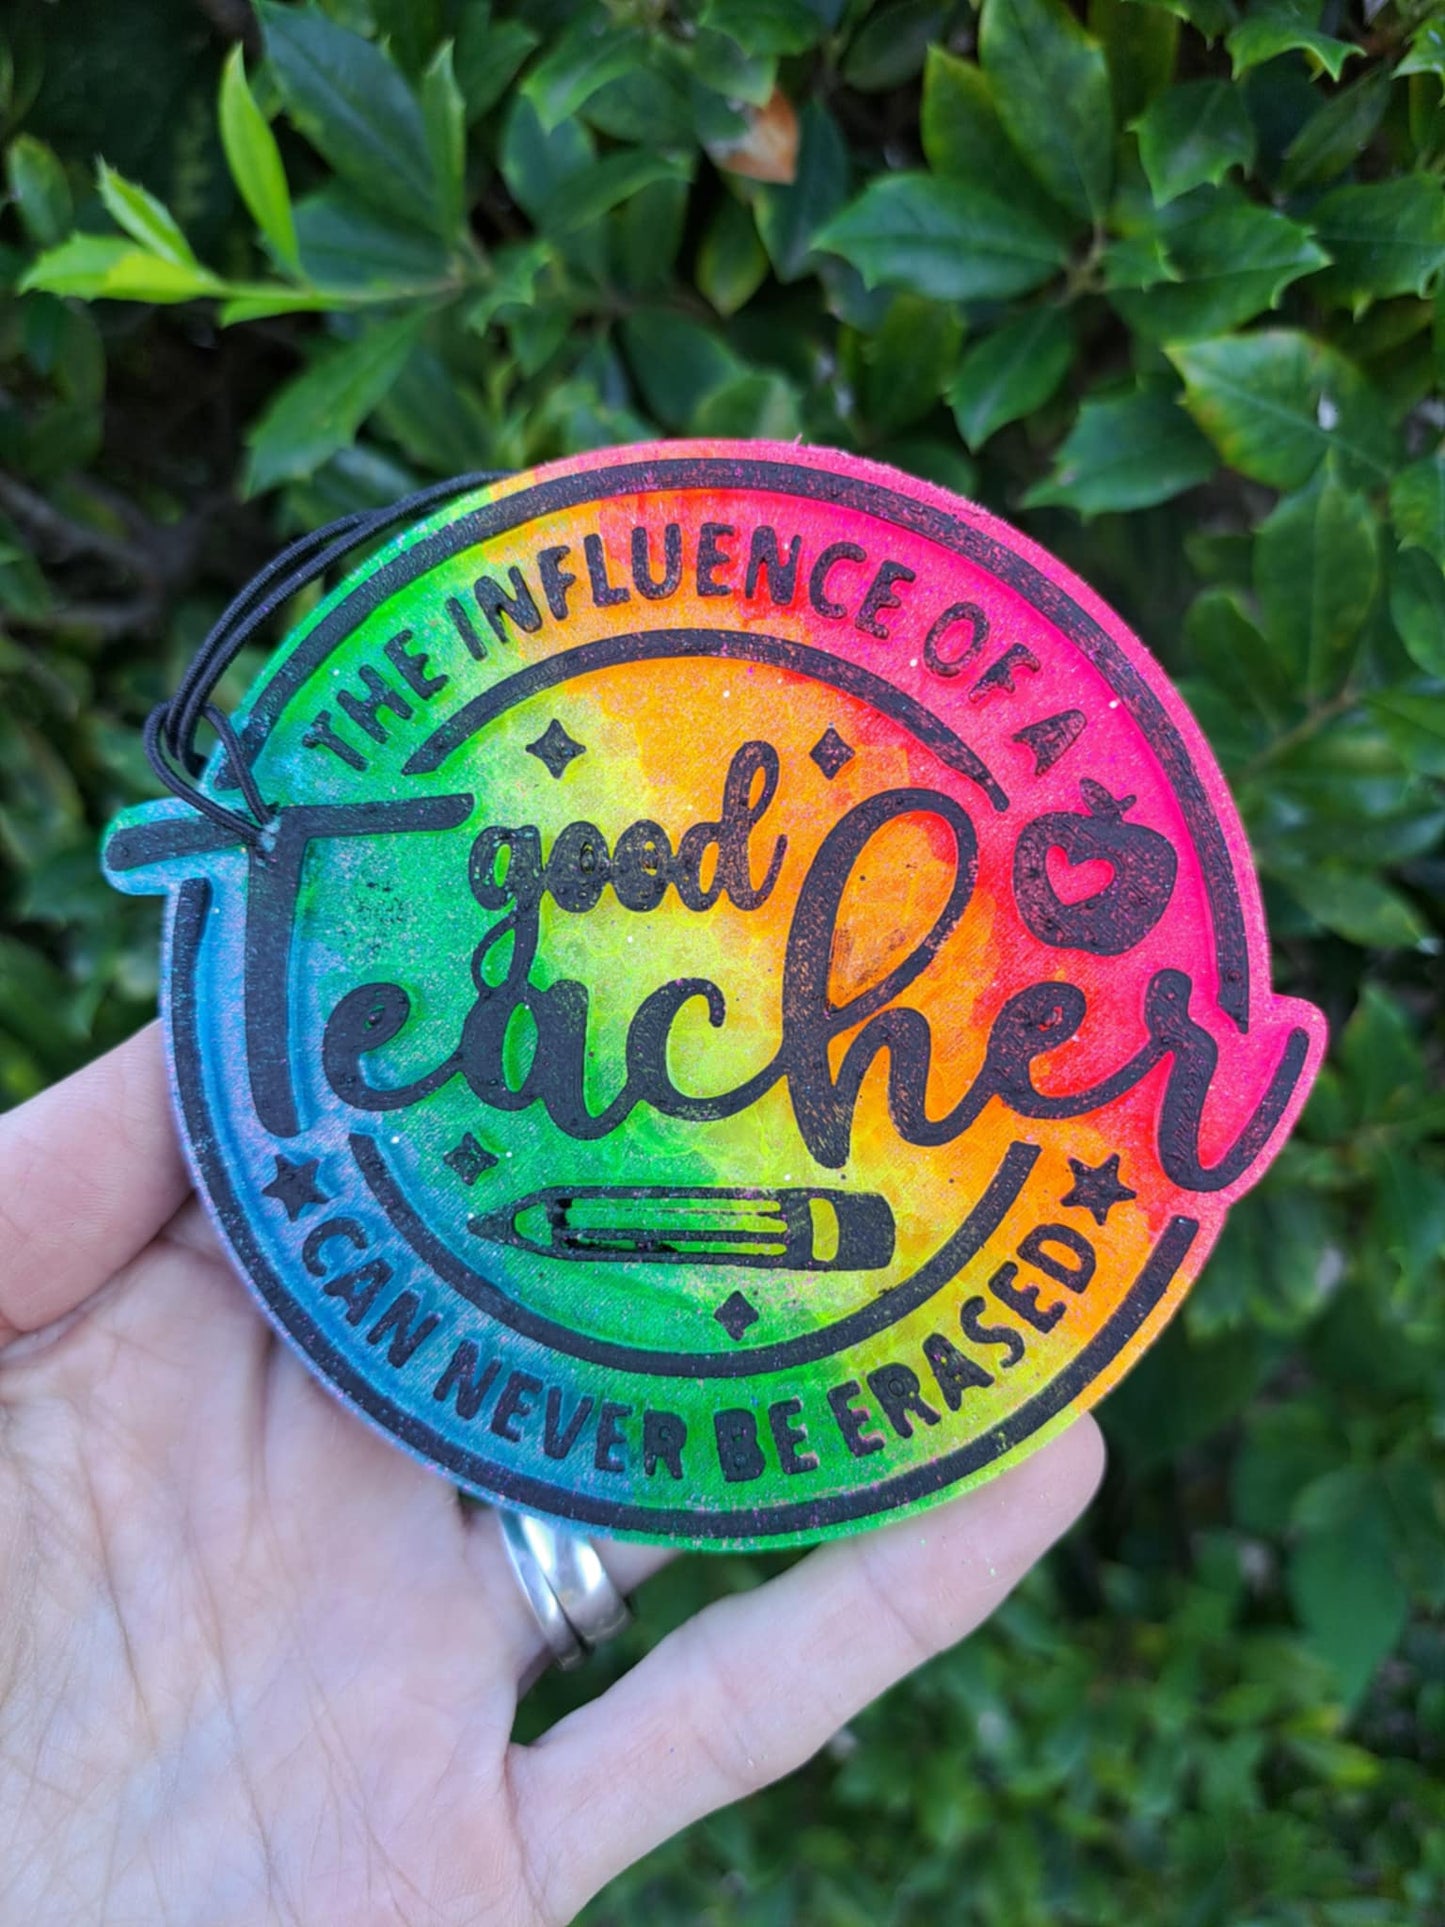 THE INFLUENCE OF A
good
Teacher
CAN NEVER BE ERASED